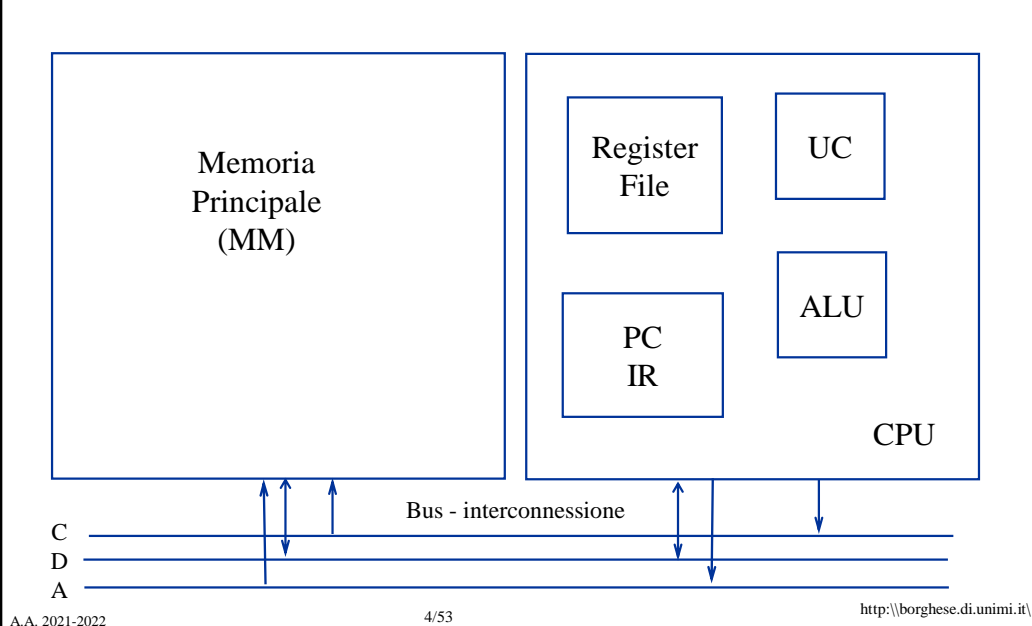 Memoria
Principale
(MM)
Register
File
UC
PC
IR
ALU
CPU
Bus - interconnessione
C
D
A
A.A. 2021-2022
4/53
http:\\borghese.di.unimi.it\